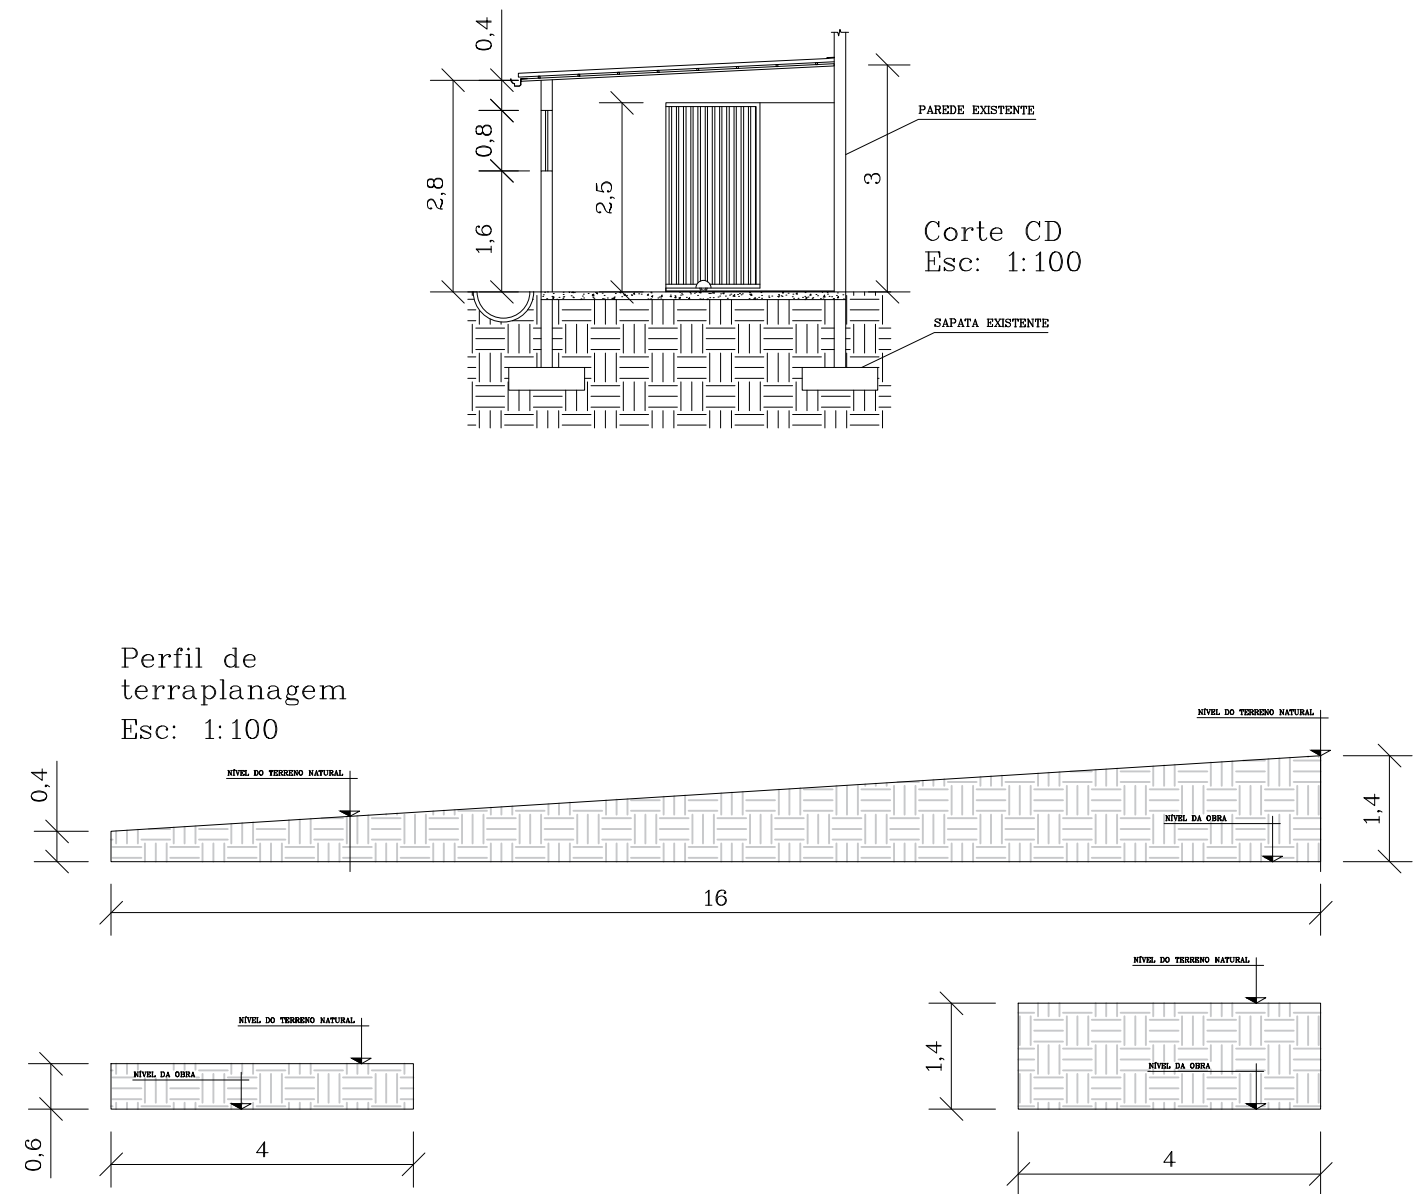 0,4
PAREDE EXISTENTE
0,8
2,8
2,5
3
1,6
Corte CD
Esc: 1:100
SAPATA EXISTENTE
Perfil de
terraplanagem
Esc: 1:100
NÍVEL DO TERRENO NATURAL
NÍVEL DO TERRENO NATURAL
0,4
1,4
NÍVEL DA OBRA
16
NÍVEL DO TERRENO NATURAL
NÍVEL DO TERRENO NATURAL
NÍVEL DA OBRA
1,4
NÍVEL DA OBRA
0,6
4
4